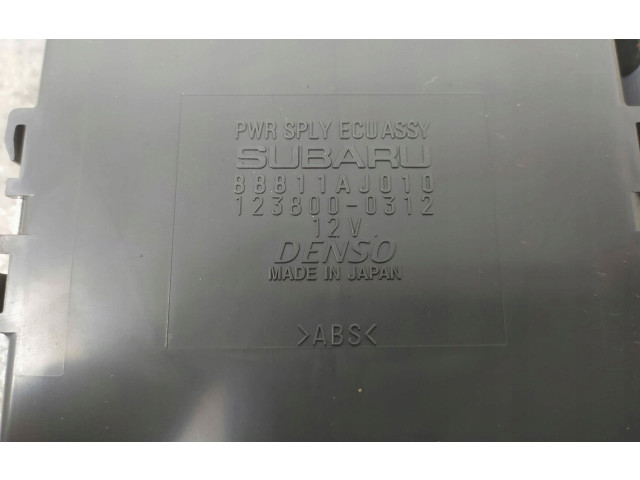 PWR SPLY ECU ASSY
SUBARU
88811AJ010
123800-0312
12V
DENSO
MADE IN JAPAN
>ABS<